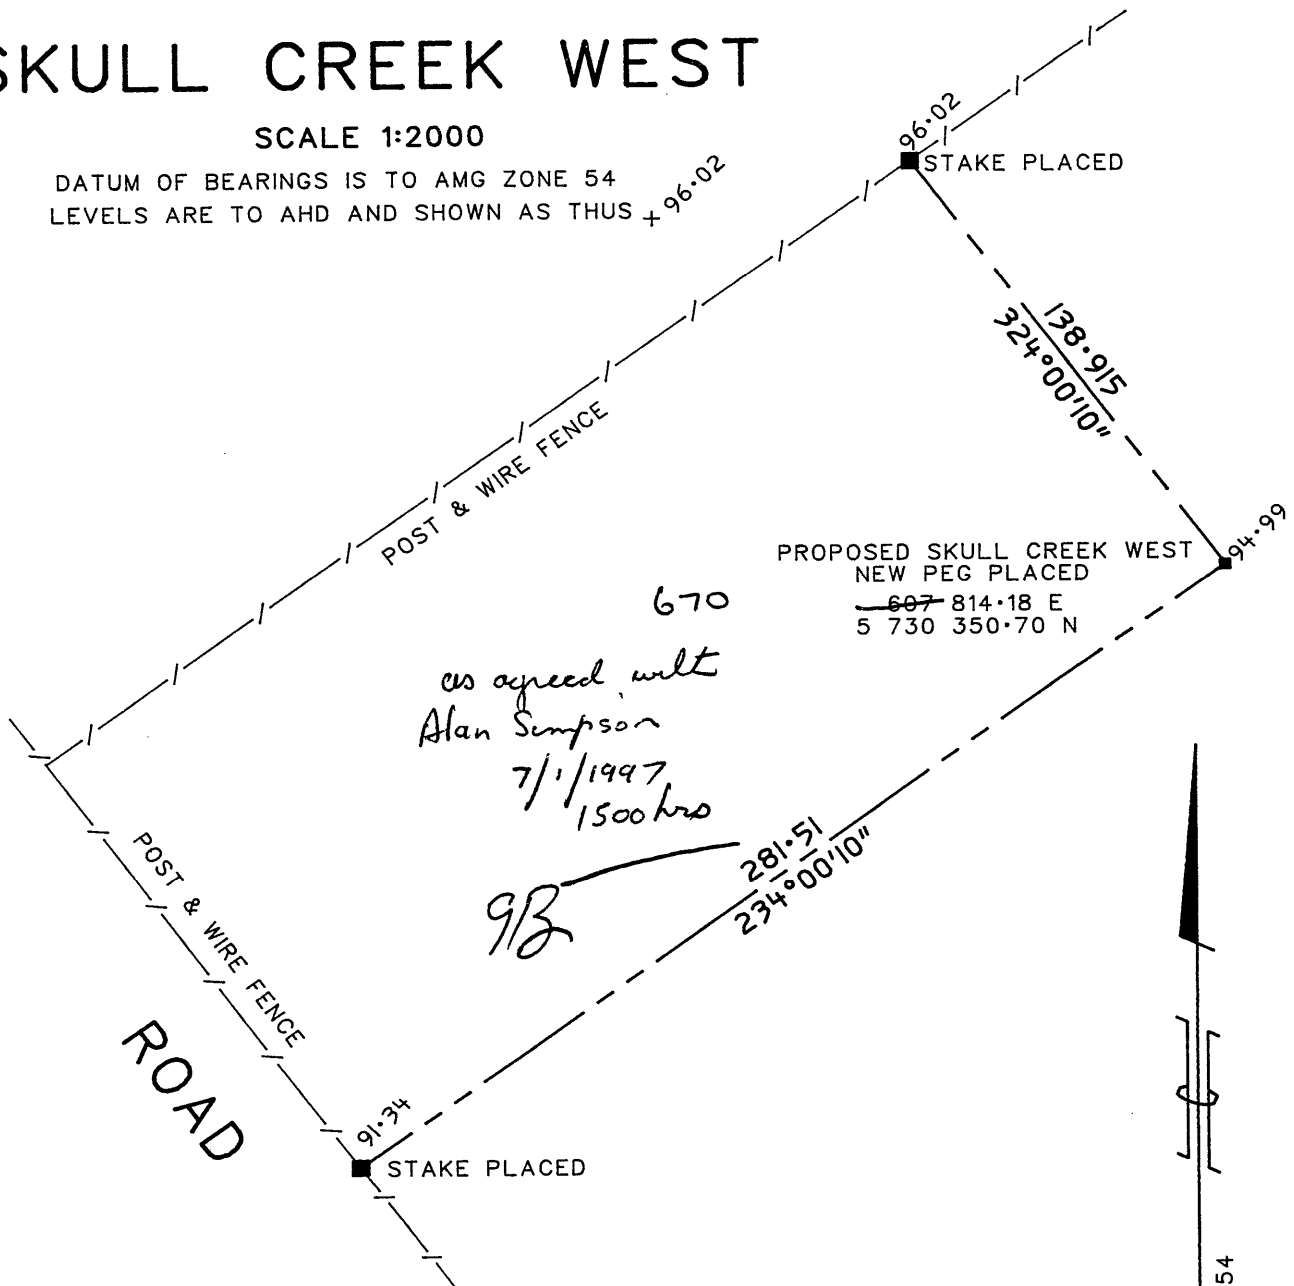 SKULL CREEK WEST
SCALE 1:2000
DATUM OF BEARINGS IS TO AMG ZONE 54
LEVELS ARE TO AHD AND SHOWN AS THUS + 96·02
96·02
STAKE PLACED
138·915
324°00'10"
POST & WIRE FENCE
94·99
PROPOSED SKULL CREEK WEST
NEW PEG PLACED
607 814·18 E
5 730 350·70 N
670
as agreed with
Alan Simpson
7/1/1997
1500 hrs
281·51
234°00'10"
POST & WIRE FENCE
ROAD
91·34
STAKE PLACED
54